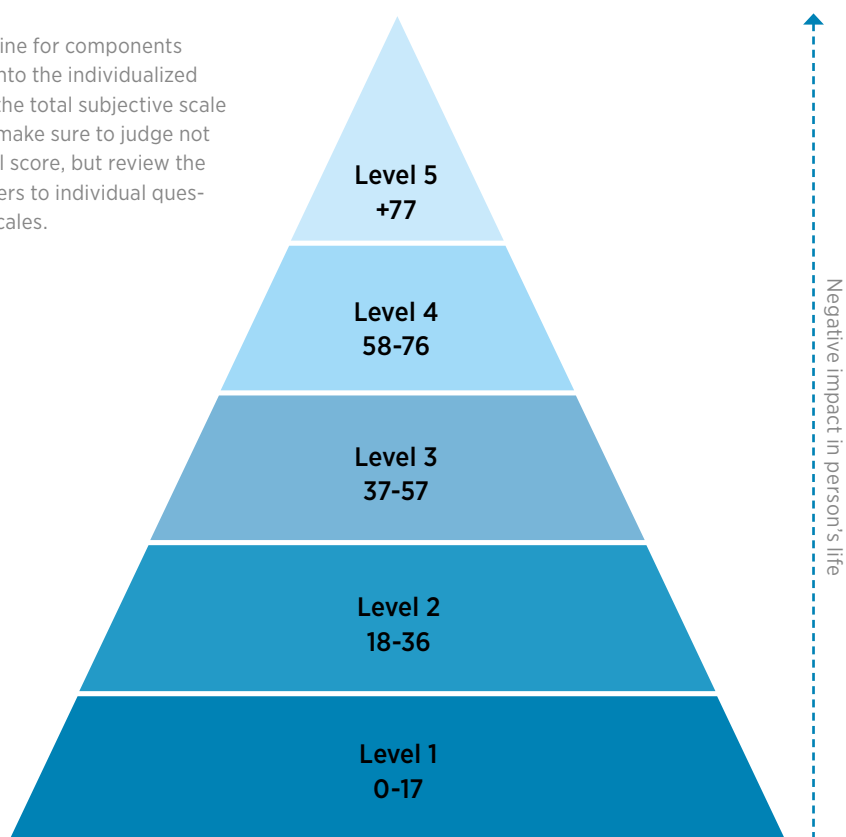 ine for components
nto the individualized
he total subjective scale
make sure to judge not
l score, but review the
ers to individual ques-
cales.
Level 5
+77
Level 4
58-76
Level 3
37-57
Level 2
18-36
Level 1
0-17
Negative impact in person's life